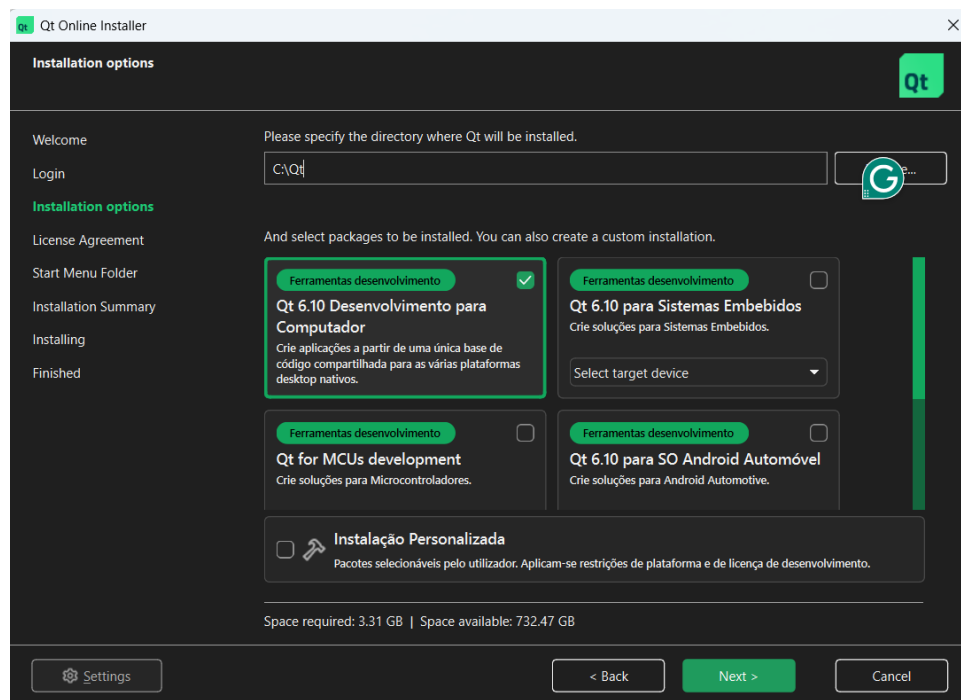 Qt Qt Online Installer
Installation options
Qt
Welcome
Login
Installation options
License Agreement
Start Menu Folder
Installation Summary
Installing
Finished
Please specify the directory where Qt will be installed.
C:\Qt
G
And select packages to be installed. You can also create a custom installation.
Ferramentas desenvolvimento
Qt 6.10 Desenvolvimento para
Computador
Crie aplicações a partir de uma única base de
código compartilhada para as várias plataformas
desktop nativos.
Ferramentas desenvolvimento
Qt 6.10 para Sistemas Embebidos
Crie soluções para Sistemas Embebidos.
Select target device
Ferramentas desenvolvimento
Qt for MCUs development
Crie soluções para Microcontroladores.
Ferramentas desenvolvimento
Qt 6.10 para SO Android Automóvel
Crie soluções para Android Automotive.
Instalação Personalizada
Pacotes selecionáveis pelo utilizador. Aplicam-se restrições de plataforma e de licença de desenvolvimento.
Space required: 3.31 GB | Space available: 732.47 GB
Settings
< Back
Next >
Cancel